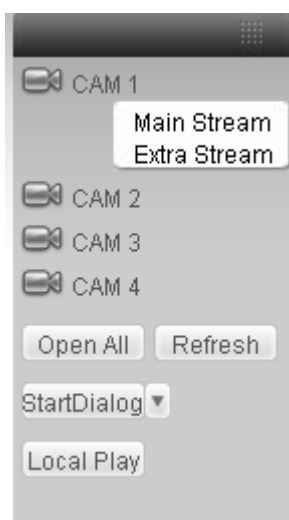 CAM 1
Main Stream
Extra Stream
CAM 2
CAM 3
CAM 4
Open All Refresh
StartDialog
Local Play